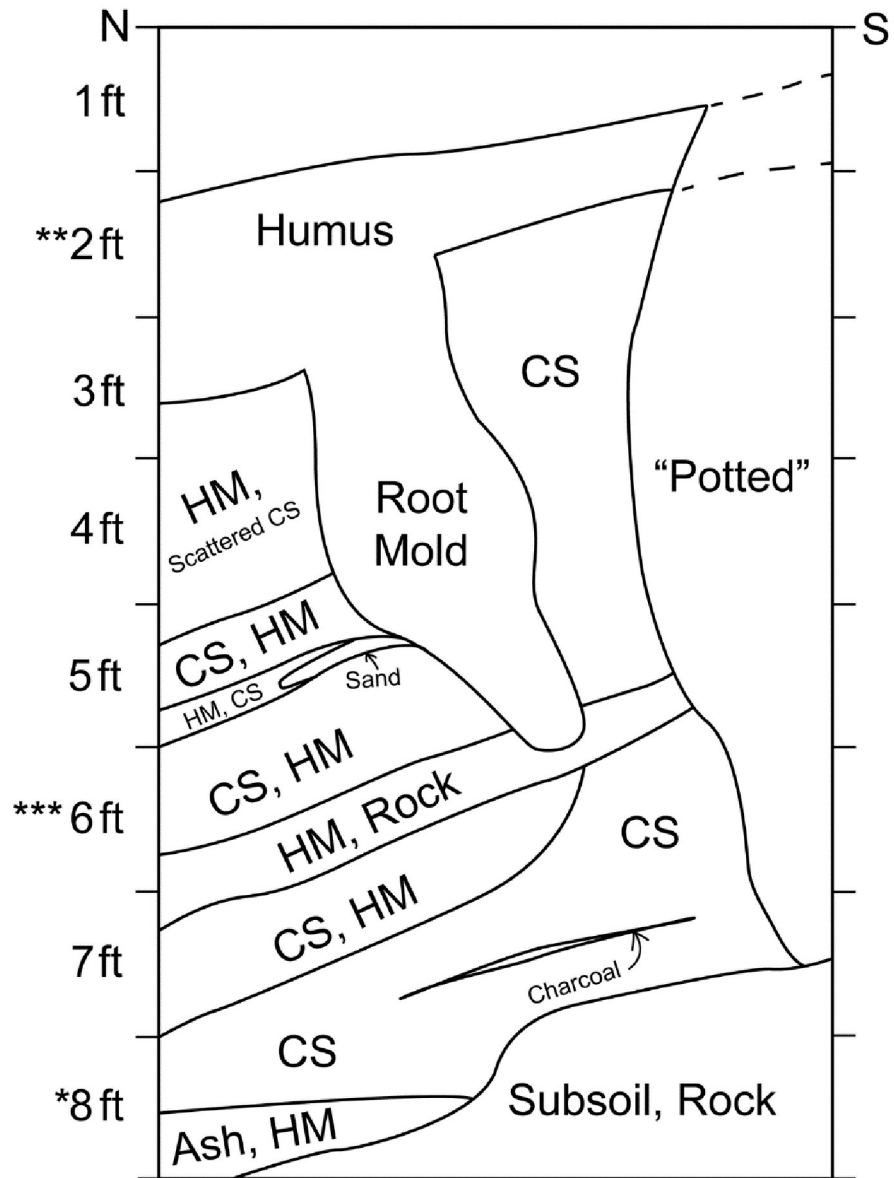 N
S
1 ft
Humus
**2 ft
CS
3 ft
"Potted"
HM,
Scattered CS
Root
Mold
4 ft
CS, HM
5 ft
Sand
HM, CS
CS, HM
***6 ft
HM, Rock
CS
CS, HM
7 ft
Charcoal
CS
*8 ft
Subsoil, Rock
Ash, HM